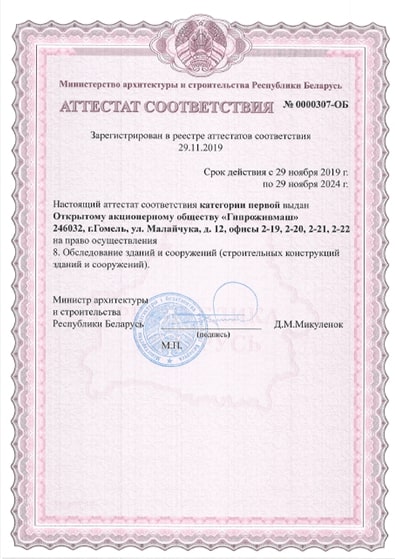 Министерство архитектуры и строительства Республики Беларусь
АТТЕСТАТ СООТВЕТСТВИЯ № 0000307-ОБ
Зарегистрирован в реестре аттестатов соответствия
29.11.2019
Срок действия с 29 ноября 2019 г.
по 29 ноября 2024 г.
Настоящий аттестат соответствия категории первой выдан
Открытому акционерному обществу «Гипроживмаш»
246032, г.Гомель, ул. Малайчука, д. 12, офисы 2-19, 2-20, 2-21, 2-22
на право осуществления
8. Обследование зданий и сооружений (строительных конструкций
зданий и сооружений).
Министр архитектуры
и строительства
Республики Беларусь
Д.М.Микуленок
(подпись)
М.П.